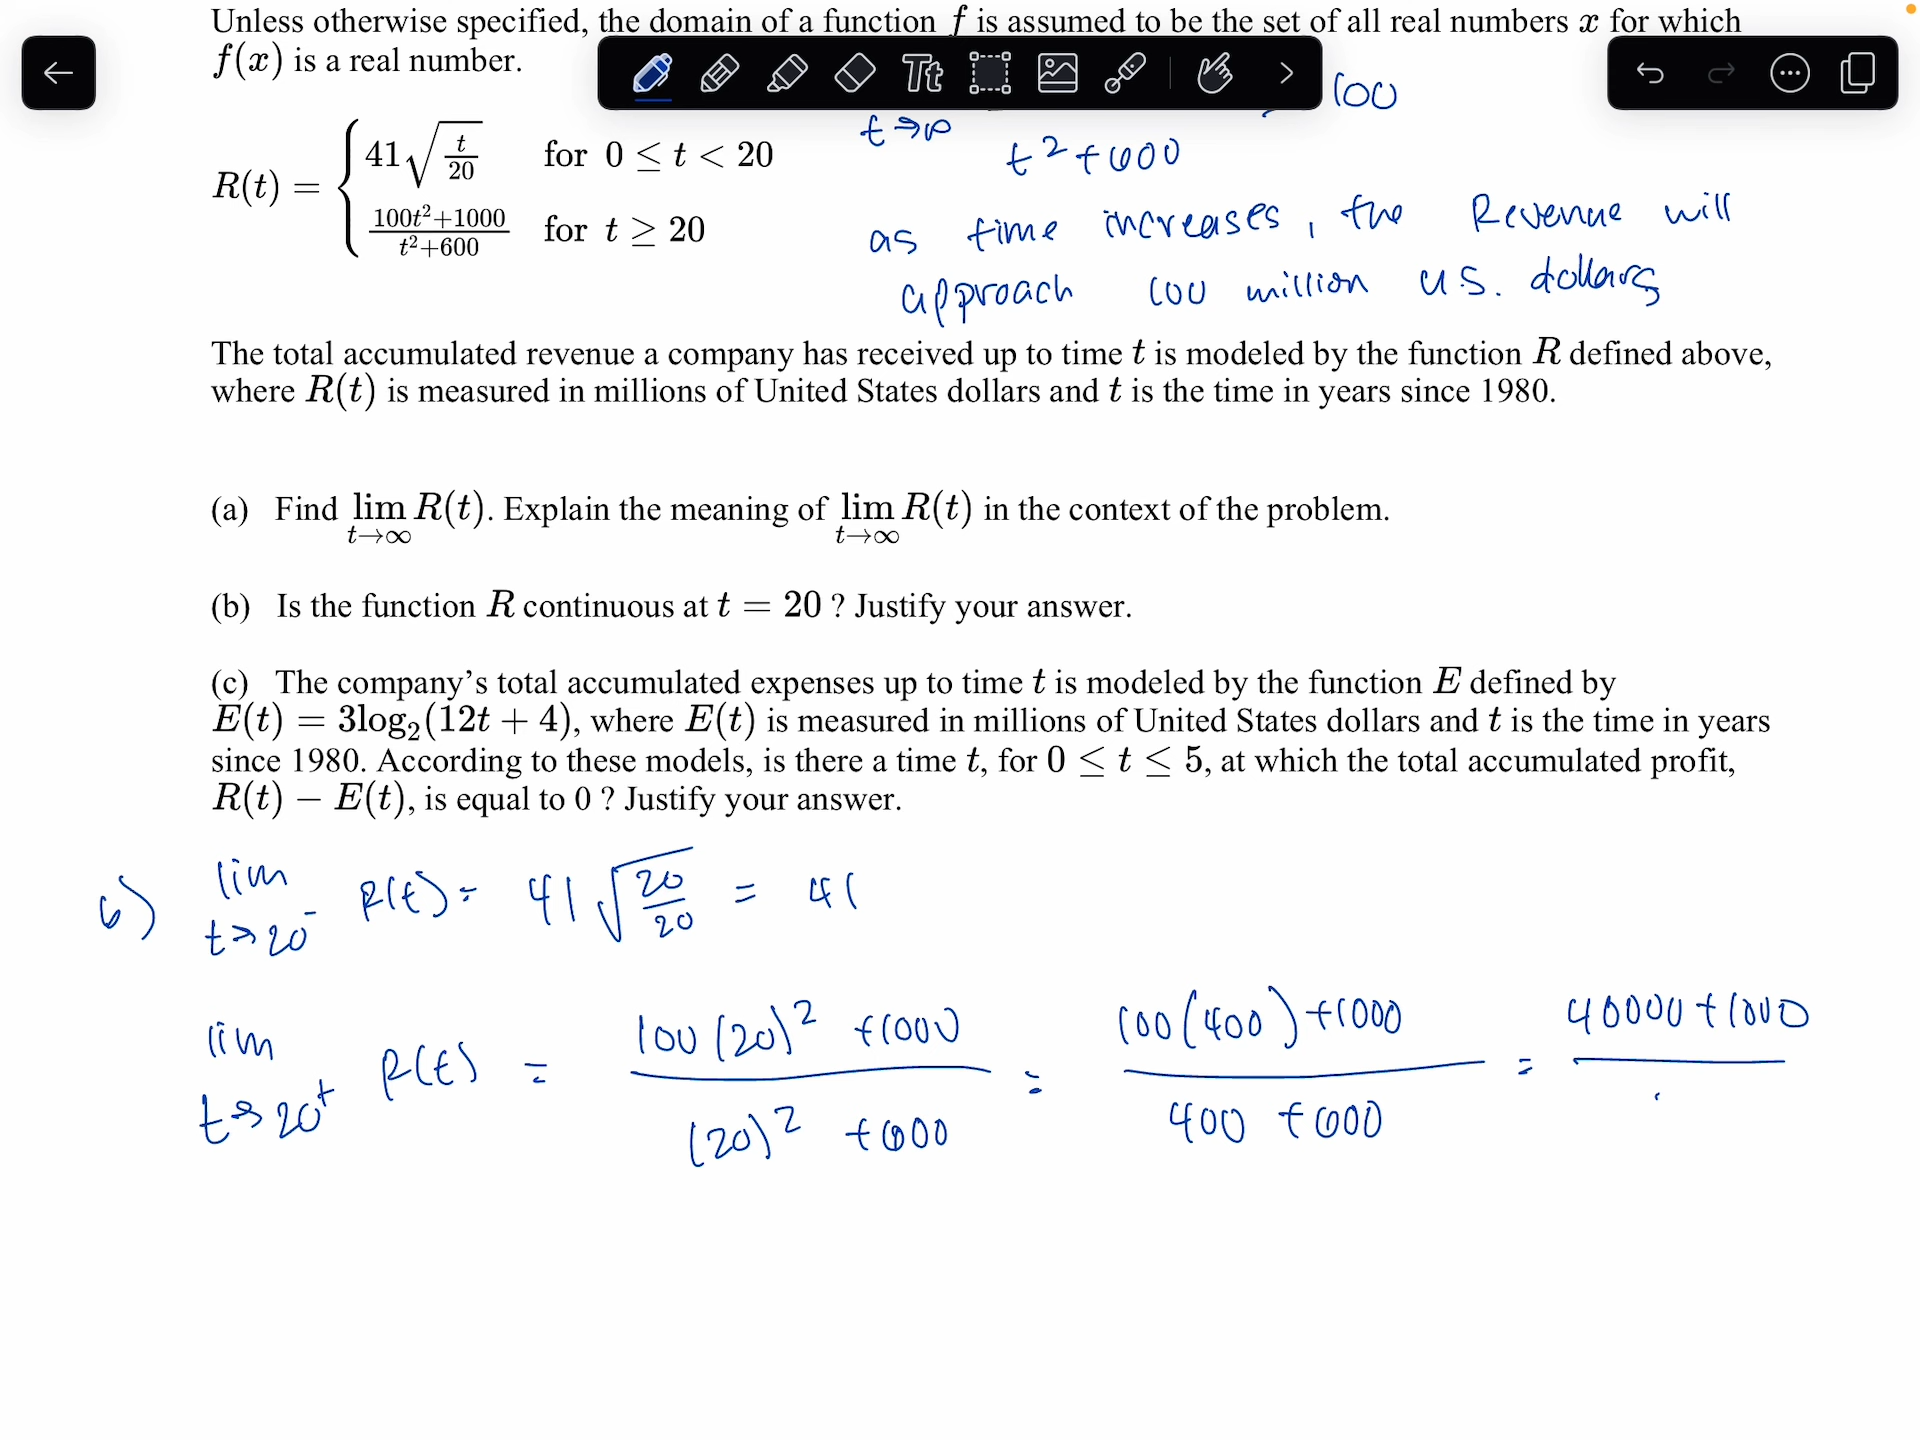 Unless otherwise specified, the domain of a function f is assumed to be the set of all real numbers x for which
f(x) is a real number.
Tt
100
t→∞
t²+600
R(t) = { 41√(t/20) for 0 ≤ t < 20
(100t²+1000)/(t²+600) for t ≥ 20
as time increases, the Revenue will
approach 100 million U.S. dollars
The total accumulated revenue a company has received up to time t is modeled by the function R defined above,
where R(t) is measured in millions of United States dollars and t is the time in years since 1980.
(a) Find lim R(t). Explain the meaning of lim R(t) in the context of the problem.
t→∞ t→∞
(b) Is the function R continuous at t = 20 ? Justify your answer.
(c) The company’s total accumulated expenses up to time t is modeled by the function E defined by
E(t) = 3log₂(12t + 4), where E(t) is measured in millions of United States dollars and t is the time in years
since 1980. According to these models, is there a time t, for 0 ≤ t ≤ 5, at which the total accumulated profit,
R(t) − E(t), is equal to 0 ? Justify your answer.
b) lim t→20⁻ R(t) = 41√(20/20) = 41
lim t→20⁺ R(t) = (100(20)²+1000)/((20)²+600) = (100(400)+1000)/(400+600) = 40000+1000